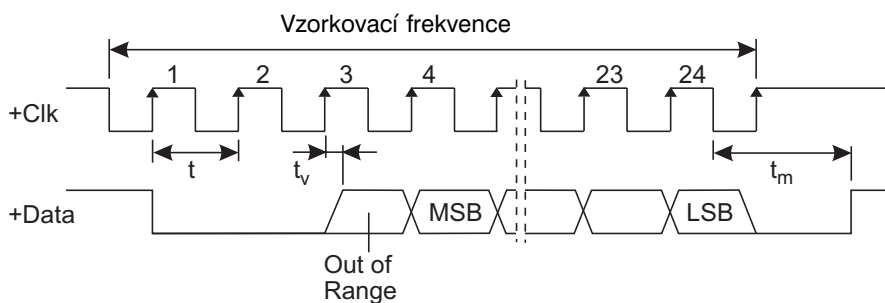 Vzorkovací frekvence
1 2 3 4 23 24
+Clk
t tv tm
+Data MSB LSB
Out of
Range